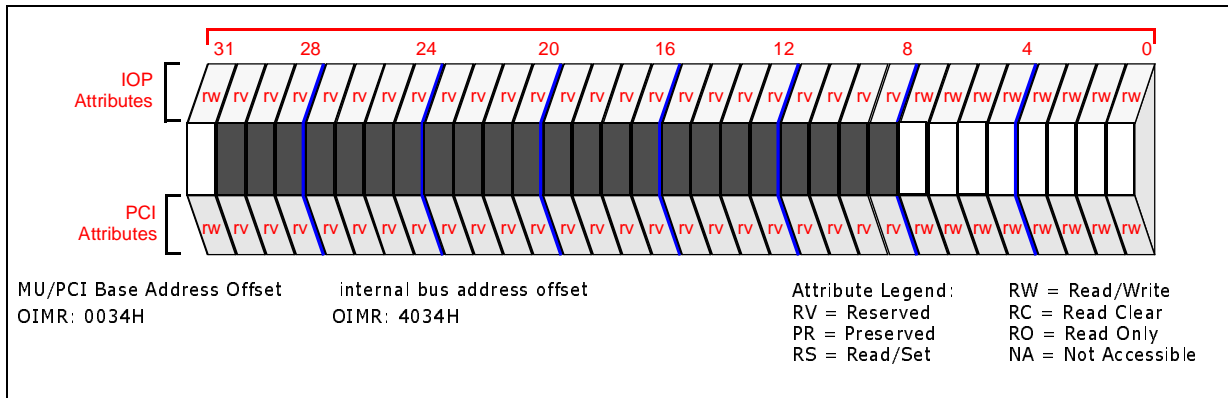 31 28 24 20 16 12 8 4 0
IOP
Attributes
rw rv rv rv rv rv rv rv rv rv rv rv rv rv rv rv rv rv rv rv rv rv rv rv rw rw rw rw rw rw rw rw
PCI
Attributes
rw rv rv rv rv rv rv rv rv rv rv rv rv rv rv rv rv rv rv rv rv rv rv rv rw rw rw rw rw rw rw rw
MU/PCI Base Address Offset
OIMR: 0034H
internal bus address offset
OIMR: 4034H
Attribute Legend:
RV = Reserved
PR = Preserved
RS = Read/Set
RW = Read/Write
RC = Read Clear
RO = Read Only
NA = Not Accessible